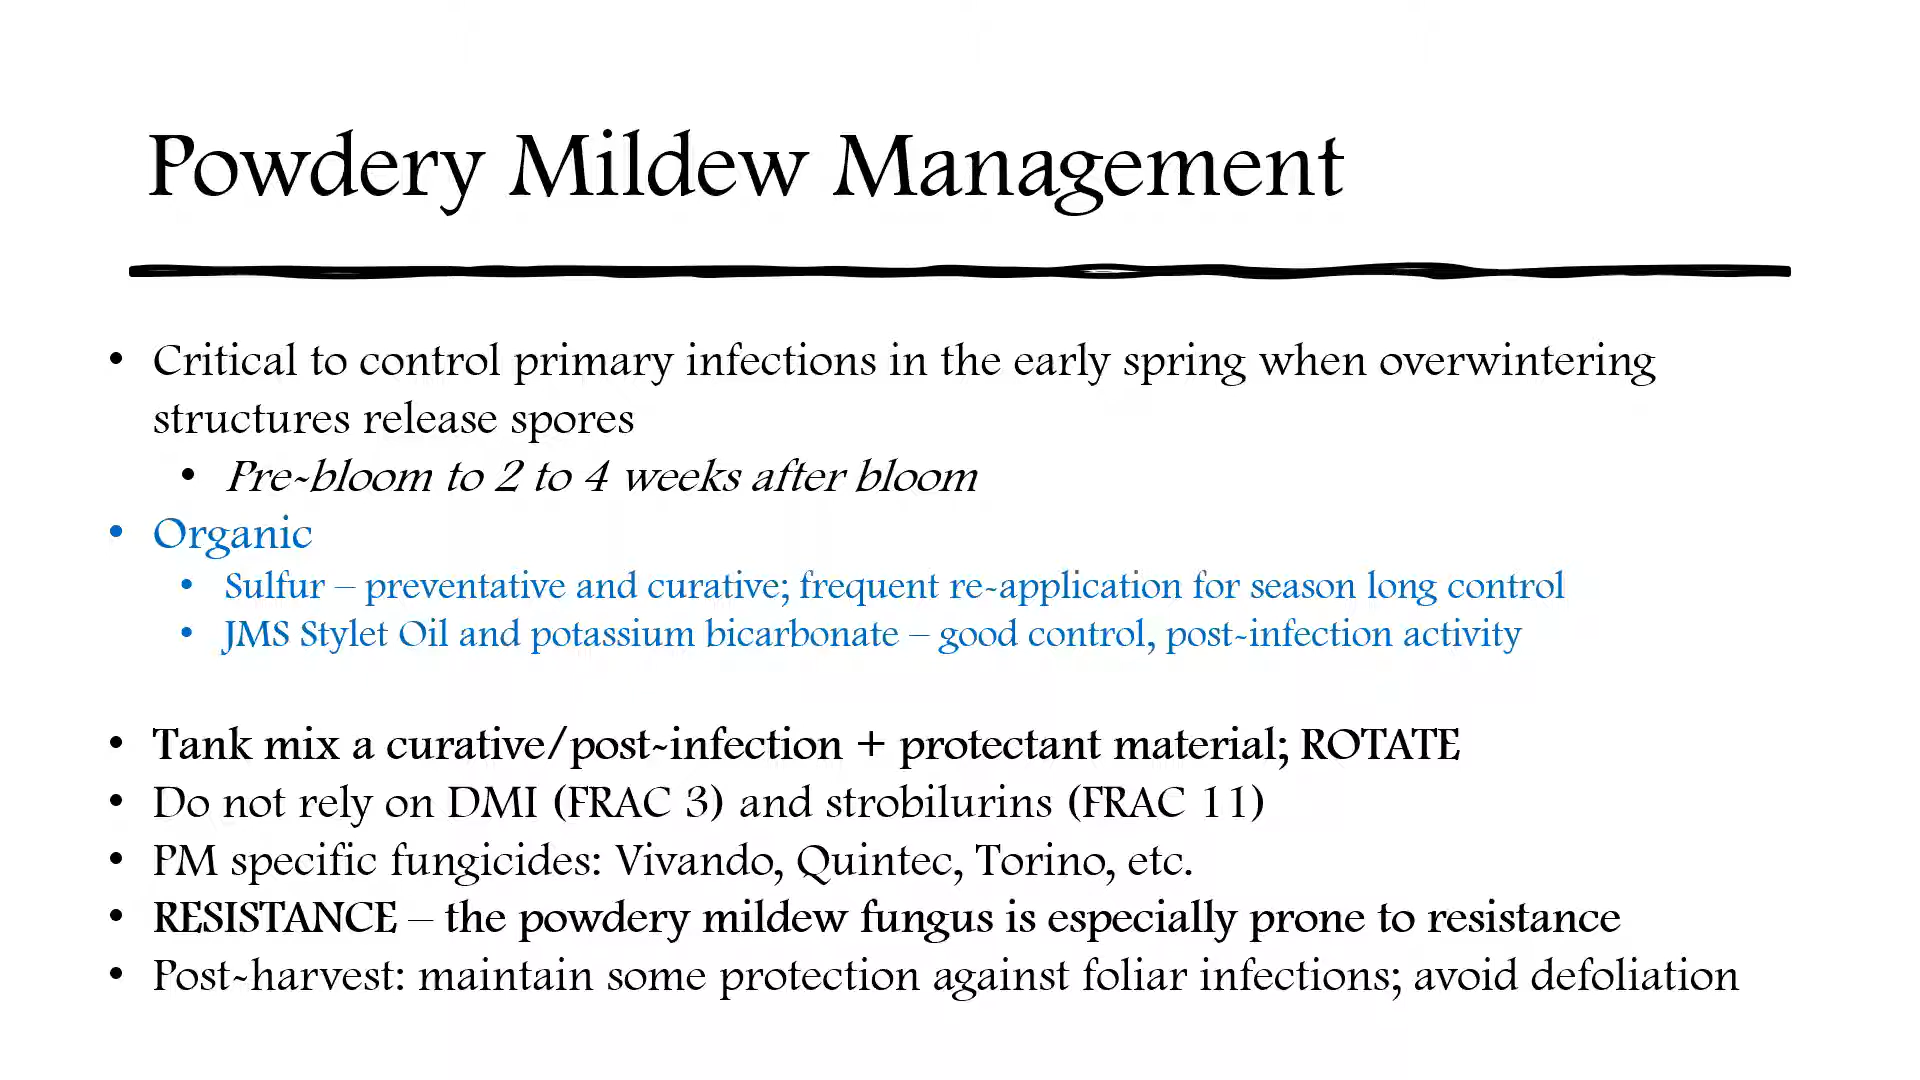 Powdery Mildew Management
• Critical to control primary infections in the early spring when overwintering
structures release spores
• Pre-bloom to 2 to 4 weeks after bloom
• Organic
• Sulfur – preventative and curative; frequent re-application for season long control
• JMS Stylet Oil and potassium bicarbonate – good control, post-infection activity
• Tank mix a curative/post-infection + protectant material; ROTATE
• Do not rely on DMI (FRAC 3) and strobilurins (FRAC 11)
• PM specific fungicides: Vivando, Quintec, Torino, etc.
• RESISTANCE – the powdery mildew fungus is especially prone to resistance
• Post-harvest: maintain some protection against foliar infections; avoid defoliation